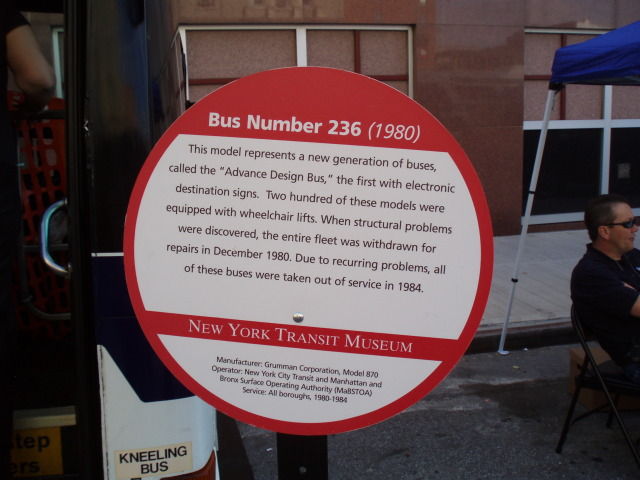 Bus Number 236 (1980)
This model represents a new generation of buses,
called the "Advance Design Bus," the first with electronic
destination signs. Two hundred of these models were
equipped with wheelchair lifts. When structural problems
were discovered, the entire fleet was withdrawn for
repairs in December 1980. Due to recurring problems, all
of these buses were taken out of service in 1984.
NEW YORK TRANSIT MUSEUM
Manufacturer: Grumman Corporation, Model 870
Operator: New York City Transit and Manhattan and
Bronx Surface Operating Authority (MaBSTOA)
Service: All boroughs, 1980-1984
KNEELING
BUS